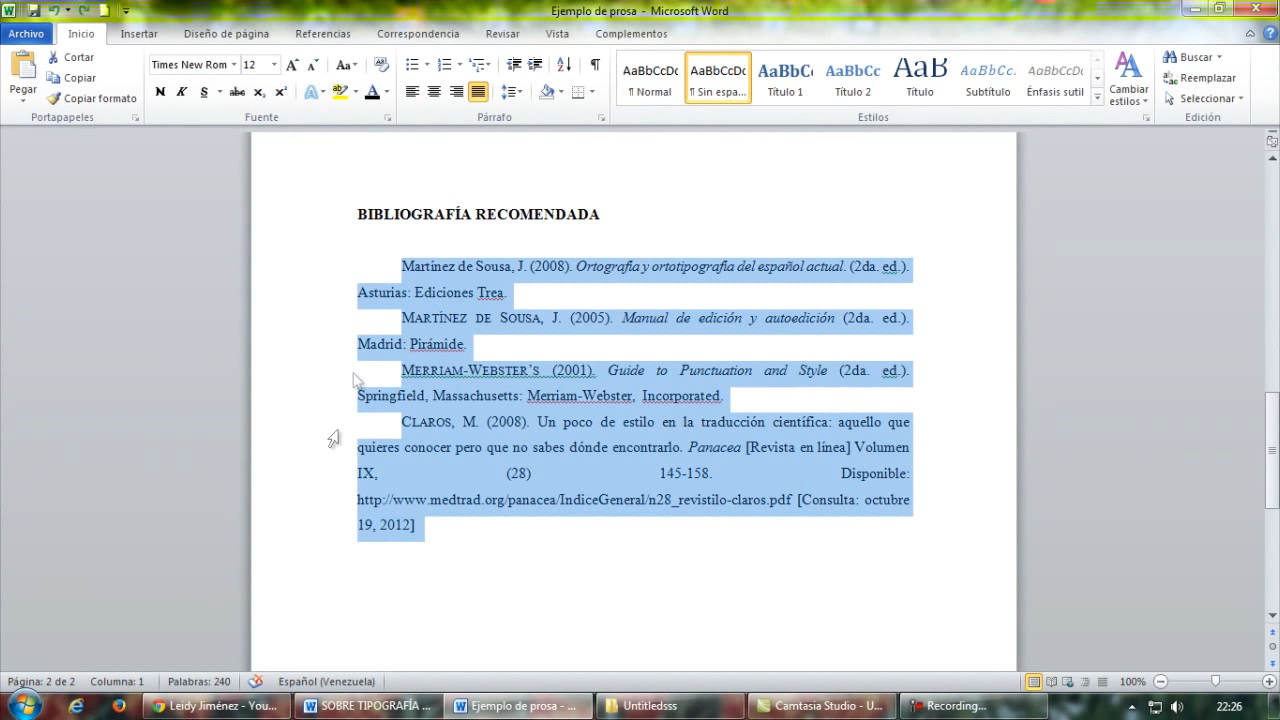 Ejemplo de prosa - Microsoft Word
Archivo Inicio Insertar Diseño de página Referencias Correspondencia Revisar Vista Complementos
Pegar
Cortar
Copiar
Copiar formato
Portapapeles
Times New Rom 12
Fuente
Párrafo
AaBbCcDc AaBbCcDc AaBbC AaBbCc AaB AaBbCc. AaBbCcDc
¶ Normal ¶ Sin espa... Título 1 Título 2 Título Subtítulo Énfasis sutil
Cambiar estilos
Estilos
Buscar
Reemplazar
Seleccionar
Edición
BIBLIOGRAFÍA RECOMENDADA
Martínez de Sousa, J. (2008). Ortografía y ortotipografía del español actual. (2da. ed.).
Asturias: Ediciones Trea.
MARTÍNEZ DE SOUSA, J. (2005). Manual de edición y autoedición (2da. ed.).
Madrid: Pirámide.
MERRIAM-WEBSTER’S (2001). Guide to Punctuation and Style (2da. ed.).
Springfield, Massachusetts: Merriam-Webster, Incorporated.
CLAROS, M. (2008). Un poco de estilo en la traducción científica: aquello que
quieres conocer pero que no sabes dónde encontrarlo. Panacea [Revista en línea] Volumen
IX, (28) 145-158. Disponible:
http://www.medtrad.org/panacea/IndiceGeneral/n28_revistilo-claros.pdf [Consulta: octubre
19, 2012]
Página: 2 de 2 Columna: 1 Palabras: 240 Español (Venezuela) 100%
Leidy Jiménez - You... SOBRE TIPOGRAFÍA ... Ejemplo de prosa - ... Untitledsss Camtasia Studio - U... Recording... 22:26